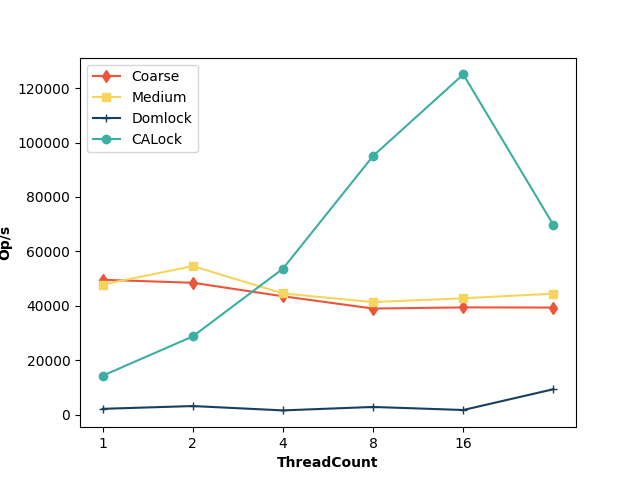 Coarse
Medium
Domlock
CALock
120000
100000
80000
60000
40000
20000
0
Op/s
1 2 4 8 16
ThreadCount